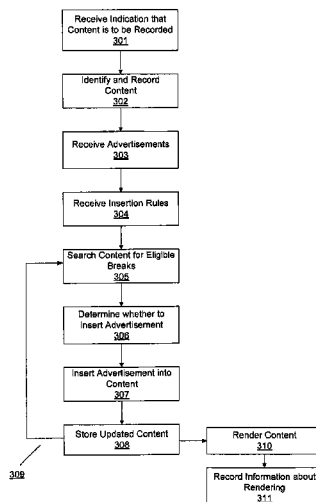 Receive Indication that
Content is to be Recorded
301
Identify and Record
Content
302
Receive Advertisements
303
Receive Insertion Rules
304
Search Content for Eligible
Breaks
305
Determine whether to
Insert Advertisement
306
Insert Advertisement into
Content
307
Store Updated Content
308
309
Render Content
310
Record Information about
Rendering
311